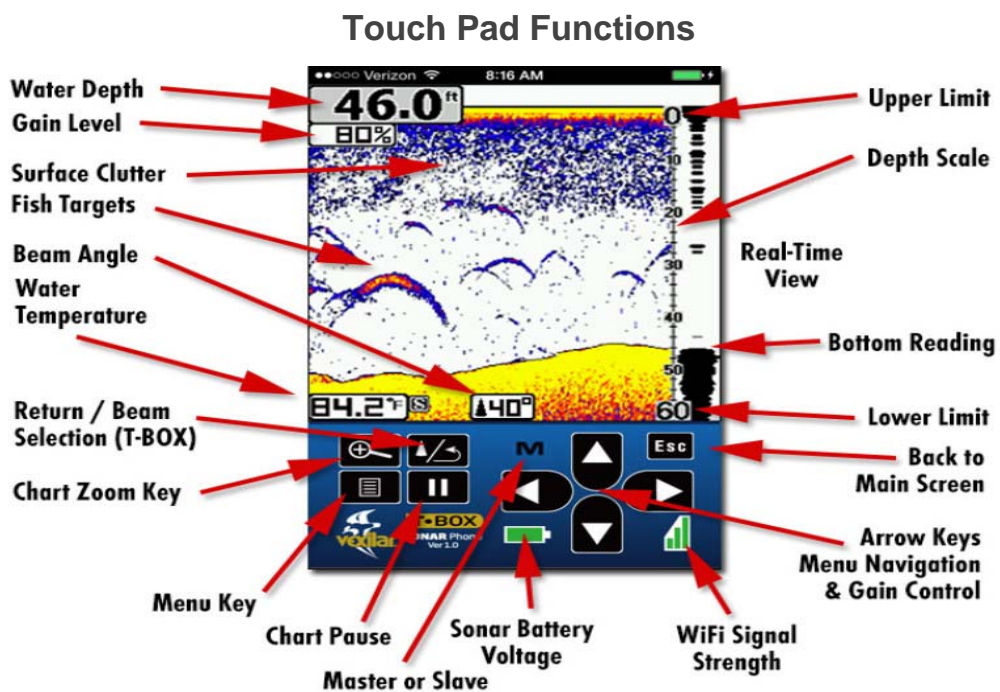 Touch Pad Functions
Verizon
8:16 AM
Water Depth
46.0 ft
Upper Limit
0
Gain Level
80%
Depth Scale
10
Surface Clutter
Fish Targets
20
Beam Angle
Real-Time
View
30
Water
Temperature
40
Bottom Reading
50
84.2°F
S
40°
60
Lower Limit
Return / Beam
Selection (T-BOX)
M
Esc
Back to
Main Screen
Chart Zoom Key
vexilar
T•BOX
SONAR Phone
Ver 1.0
Arrow Keys
Menu Navigation
& Gain Control
Menu Key
Chart Pause
Sonar Battery
Voltage
WiFi Signal
Strength
Master or Slave